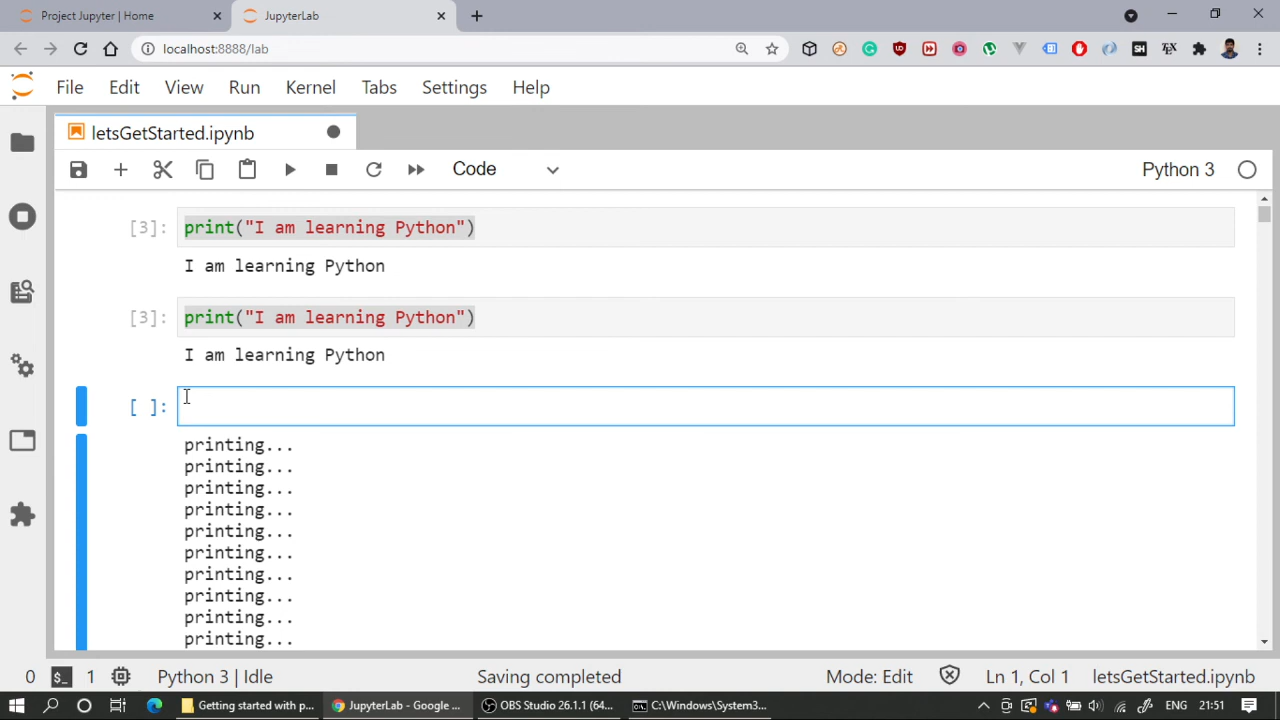 Project Jupyter | Home
JupyterLab
localhost:8888/lab
File Edit View Run Kernel Tabs Settings Help
letsGetStarted.ipynb
Code
Python 3
[3]: print("I am learning Python")
I am learning Python
[3]: print("I am learning Python")
I am learning Python
[ ]:
printing...
printing...
printing...
printing...
printing...
printing...
printing...
printing...
printing...
printing...
0 $_ 1 Python 3 | Idle Saving completed Mode: Edit Ln 1, Col 1 letsGetStarted.ipynb
Getting started with p... JupyterLab - Google ... OBS Studio 26.1.1 (64... C:\Windows\System3... ENG 21:51